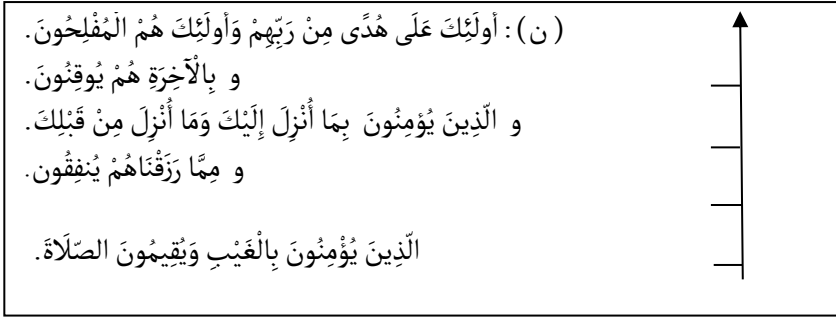 (ن): أولَئِكَ عَلَى هُدًى مِنْ رَبِّهِمْ وَأولَئِكَ هُمْ الْمُفْلِحُونَ.
و بِالْآخِرَةِ هُمْ يُوقِنُونَ.
و الّذِينَ يُؤمِنُونَ بِمَا أُنْزِلَ إِلَيْكَ وَمَا أُنْزِلَ مِنْ قَبْلِكَ.
و مِمَّا رَزَقْنَاهُمْ يُنفِقُون.
الّذِينَ يُؤْمِنُونَ بِالْغَيْبِ وَيُقِيمُونَ الصّلَاةَ.